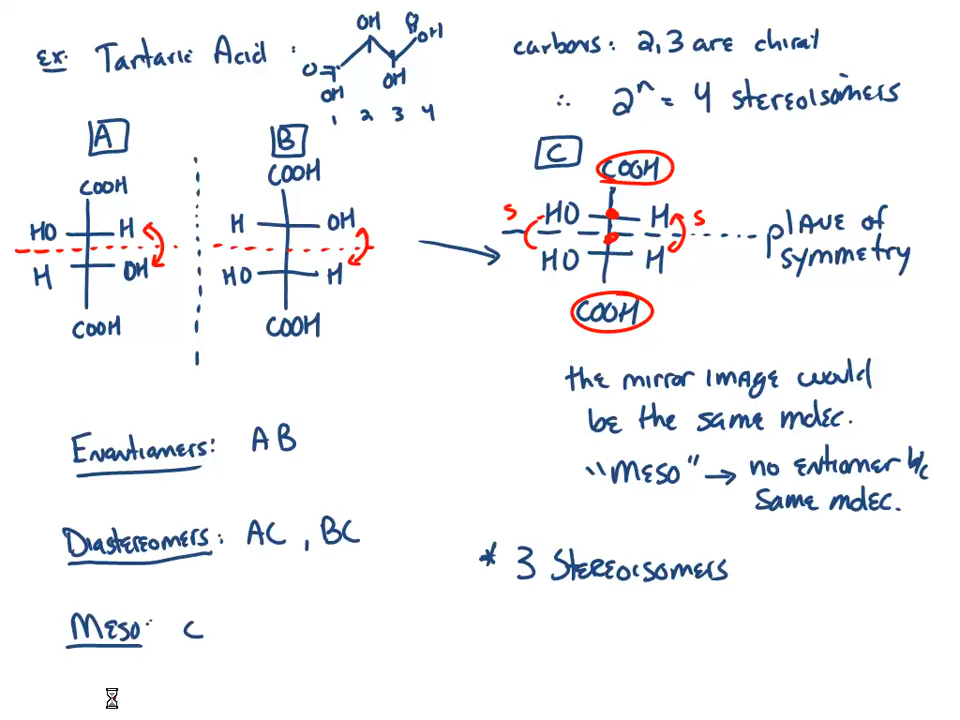 Ex: Tartaric Acid :
OH O OH
O OH OH
1 2 3 4
carbons: 2,3 are chiral
∴ 2ⁿ = 4 stereoisomers
A
COOH
HO H
H OH
COOH
B
COOH
H OH
HO H
COOH
C
COOH
S HO H S
HO H
COOH
plane of
symmetry
the mirror image would
be the same molec.
"meso" → no entiomer b/c
same molec.
* 3 Stereoisomers
Enantiamers: AB
Diastereomers: AC, BC
Meso: C